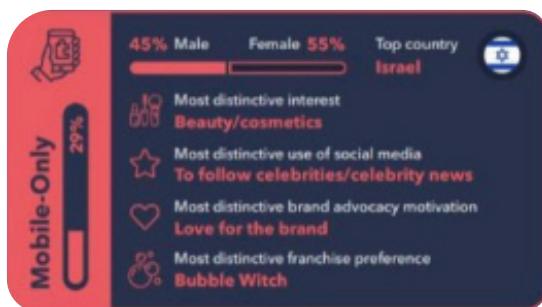 45% Male Female 55% Top country
Israel
Mobile-Only
29%
Most distinctive interest
Beauty/cosmetics
Most distinctive use of social media
To follow celebrities/celebrity news
Most distinctive brand advocacy motivation
Love for the brand
Most distinctive franchise preference
Bubble Witch